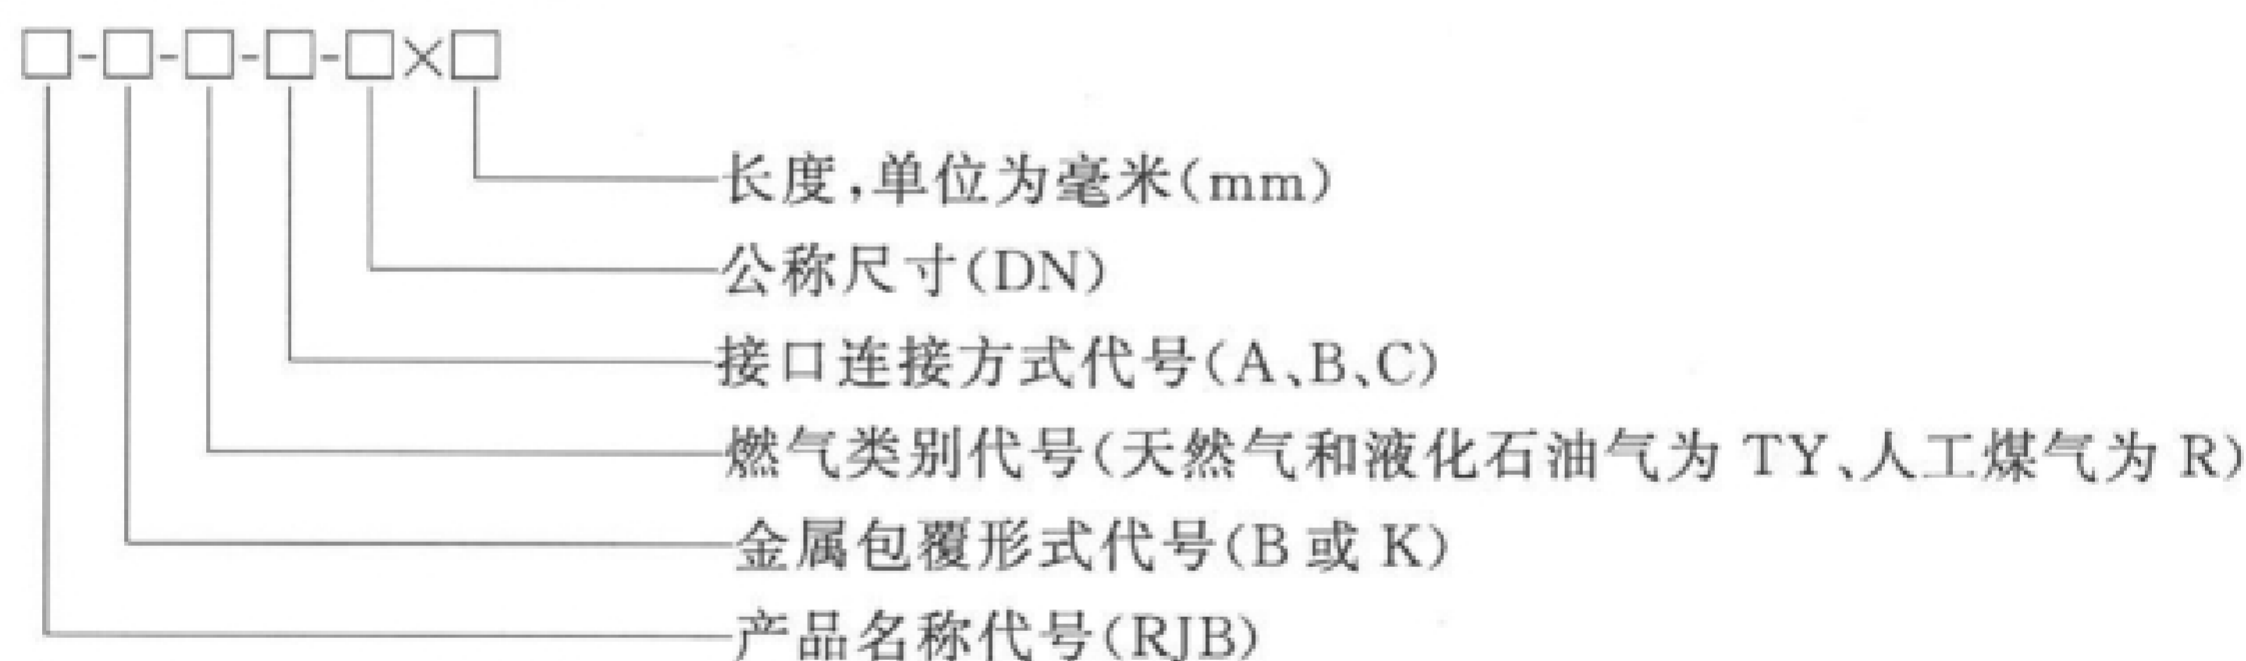 □-□-□-□-□×□
长度,单位为毫米(mm)
公称尺寸(DN)
接口连接方式代号(A、B、C)
燃气类别代号(天然气和液化石油气为 TY、人工煤气为 R)
金属包覆形式代号(B 或 K)
产品名称代号(RJB)